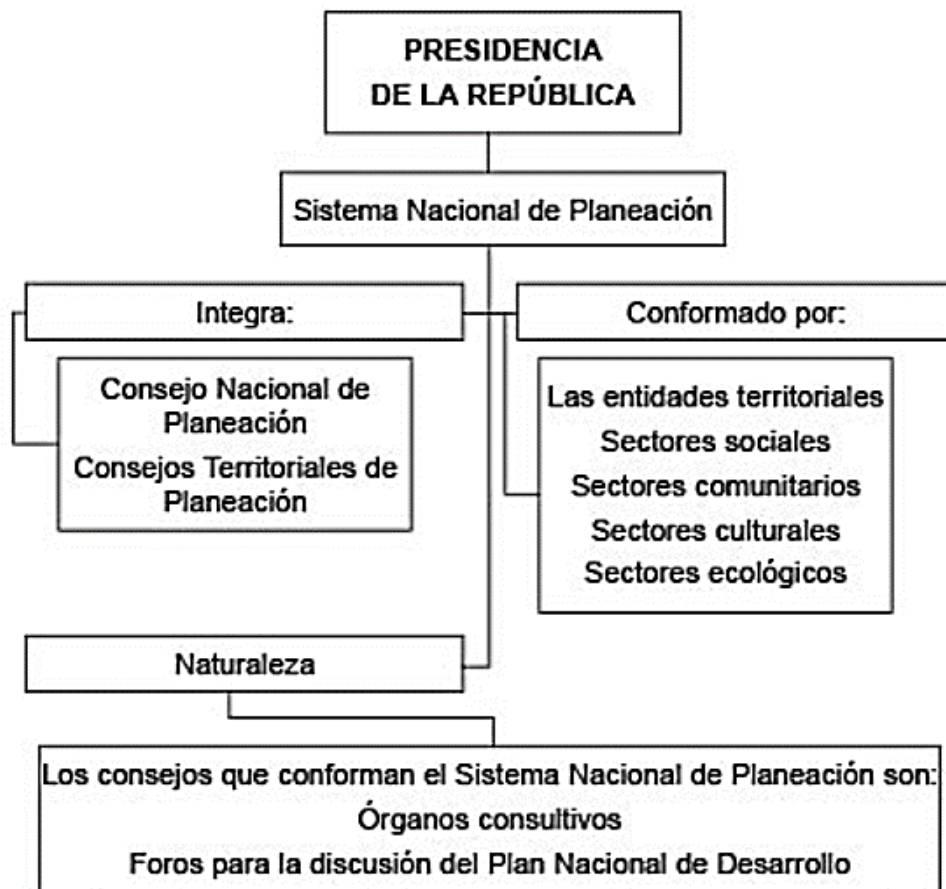 PRESIDENCIA
DE LA REPÚBLICA
Sistema Nacional de Planeación
Integra:
Consejo Nacional de
Planeación
Consejos Territoriales de
Planeación
Conformado por:
Las entidades territoriales
Sectores sociales
Sectores comunitarios
Sectores culturales
Sectores ecológicos
Naturaleza
Los consejos que conforman el Sistema Nacional de Planeación son:
Órganos consultivos
Foros para la discusión del Plan Nacional de Desarrollo